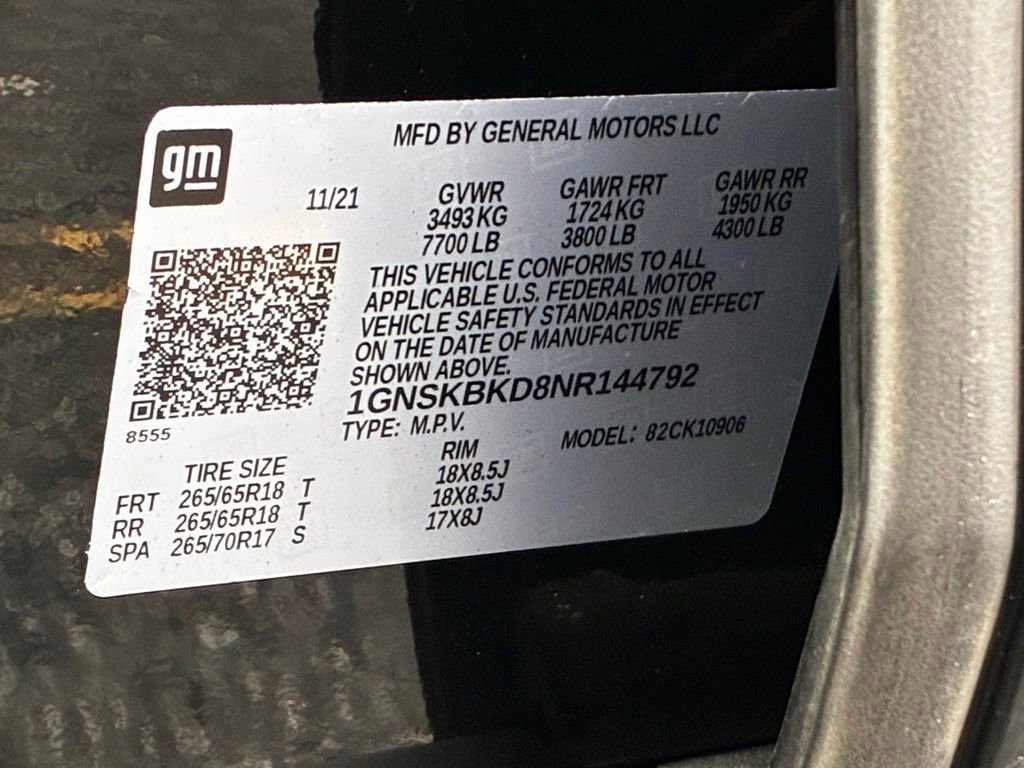 gm
MFD BY GENERAL MOTORS LLC
11/21 GVWR GAWR FRT GAWR RR
3493 KG 1724 KG 1950 KG
7700 LB 3800 LB 4300 LB
THIS VEHICLE CONFORMS TO ALL
APPLICABLE U.S. FEDERAL MOTOR
VEHICLE SAFETY STANDARDS IN EFFECT
ON THE DATE OF MANUFACTURE
SHOWN ABOVE.
1GNSKBKD8NR144792
8555
TYPE: M.P.V. MODEL: 82CK10906
TIRE SIZE RIM
FRT 265/65R18 T 18X8.5J
RR 265/65R18 T 18X8.5J
SPA 265/70R17 S 17X8J